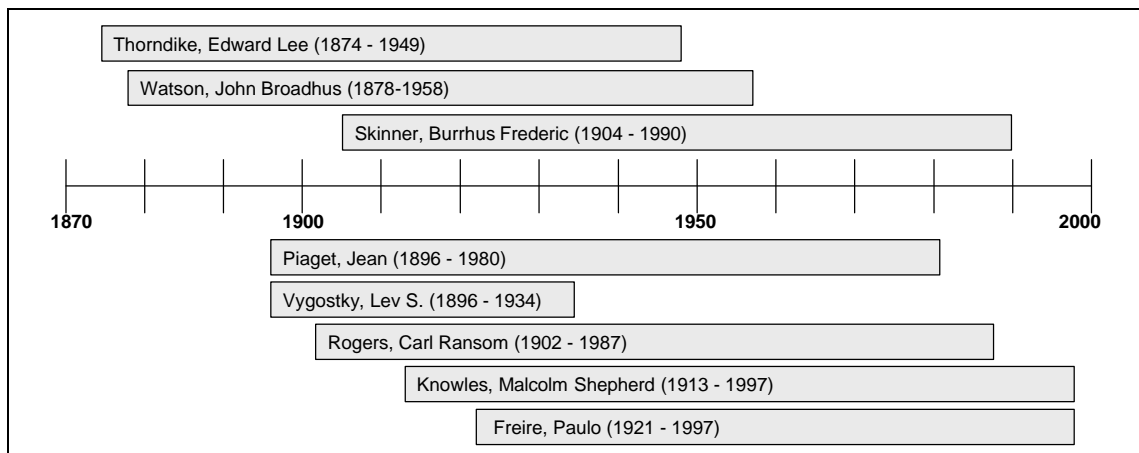 Thorndike, Edward Lee (1874 - 1949)
Watson, John Broadhus (1878-1958)
Skinner, Burrhus Frederic (1904 - 1990)
1870 1900 1950 2000
Piaget, Jean (1896 - 1980)
Vygostky, Lev S. (1896 - 1934)
Rogers, Carl Ransom (1902 - 1987)
Knowles, Malcolm Shepherd (1913 - 1997)
Freire, Paulo (1921 - 1997)